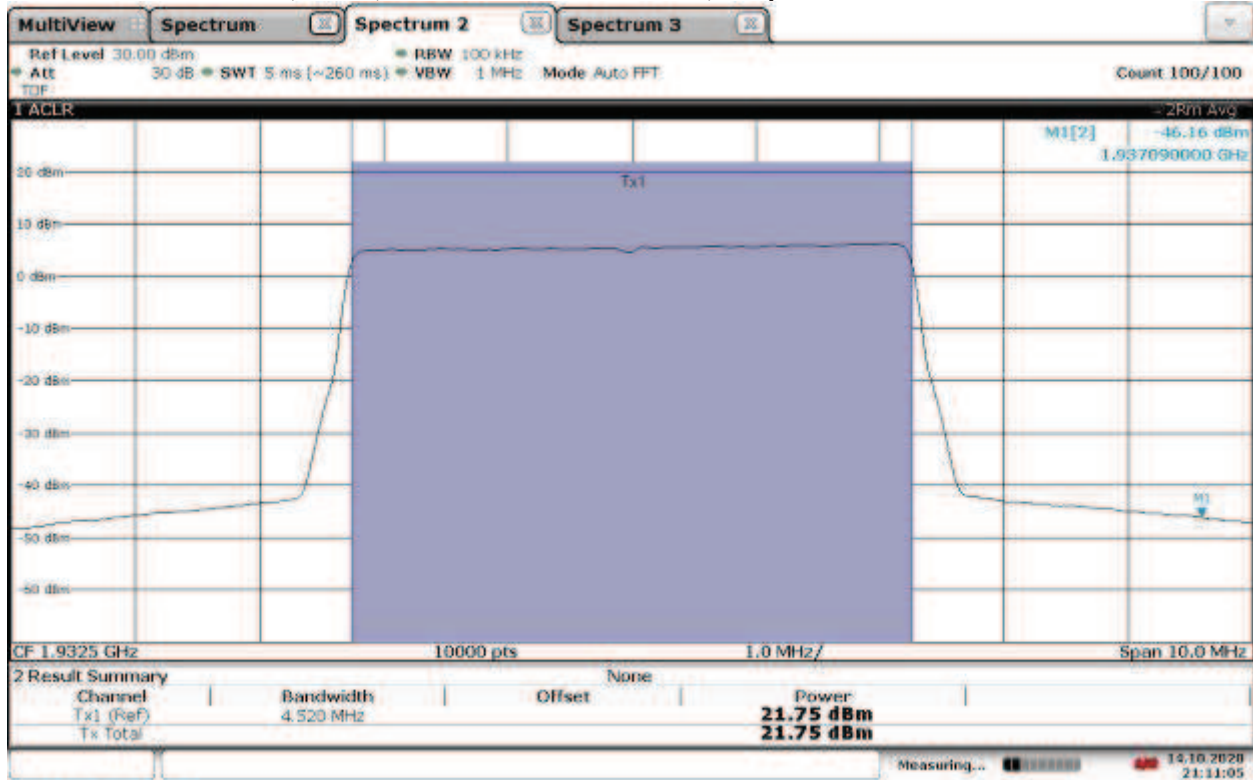 MultiView Spectrum Spectrum 2 Spectrum 3
Ref Level 30.00 dBm RBW 100 kHz
Att 30 dB SWT 5 ms (~260 ms) VBW 1 MHz Mode Auto FFT Count 100/100
TDF
1 ACLR 2Rm Avg
M1[2] -46.16 dBm
1.937090000 GHz
20 dBm
Tx1
10 dBm
0 dBm
-10 dBm
-20 dBm
-30 dBm
-40 dBm
M1
-50 dBm
-60 dBm
CF 1.9325 GHz 10000 pts 1.0 MHz/ Span 10.0 MHz
2 Result Summary None
Channel Bandwidth Offset Power
Tx1 (Ref) 4.520 MHz 21.75 dBm
Tx Total 21.75 dBm
Measuring... 14.10.2020
21:11:05